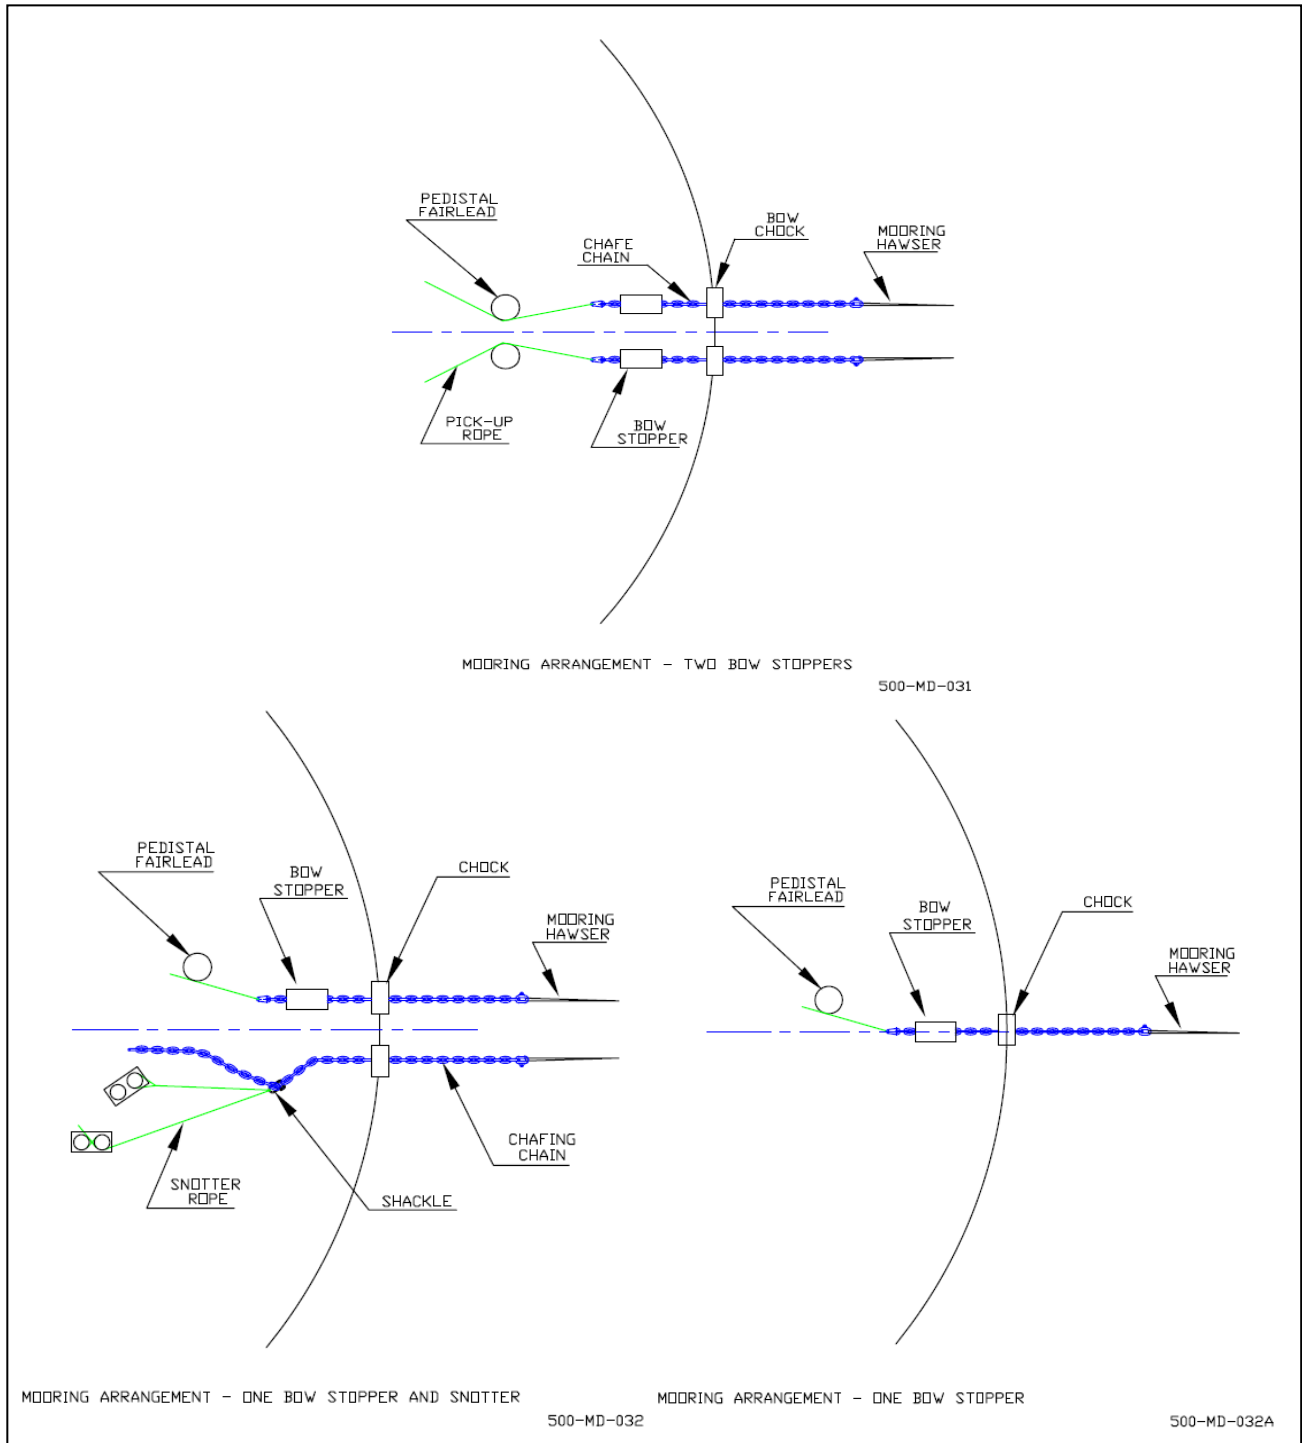 PEDISTAL
FAIRLEAD
BOW
CHOCK
CHAFE
CHAIN
MOORING
HAWSER
PICK-UP
ROPE
BOW
STOPPER
MOORING ARRANGEMENT - TWO BOW STOPPERS
500-MD-031
PEDISTAL
FAIRLEAD
BOW
STOPPER
CHOCK
MOORING
HAWSER
SNOTTER
ROPE
SHACKLE
CHAFING
CHAIN
MOORING ARRANGEMENT - ONE BOW STOPPER AND SNOTTER
500-MD-032
PEDISTAL
FAIRLEAD
BOW
STOPPER
CHOCK
MOORING
HAWSER
MOORING ARRANGEMENT - ONE BOW STOPPER
500-MD-032A